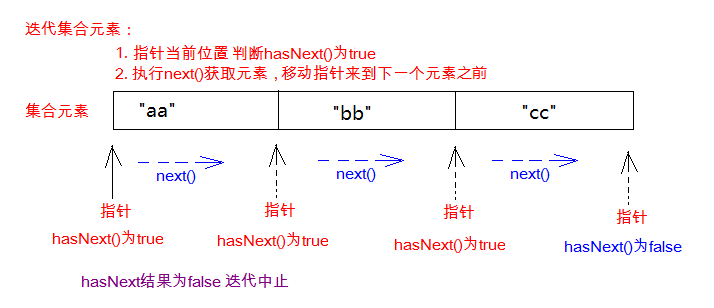 迭代集合元素：
1. 指针当前位置 判断hasNext()为true
2. 执行next()获取元素 , 移动指针来到下一个元素之前
集合元素 "aa" "bb" "cc"
next() next() next()
指针 指针 指针 指针
hasNext()为true hasNext()为true hasNext()为true hasNext()为false
hasNext结果为false 迭代中止